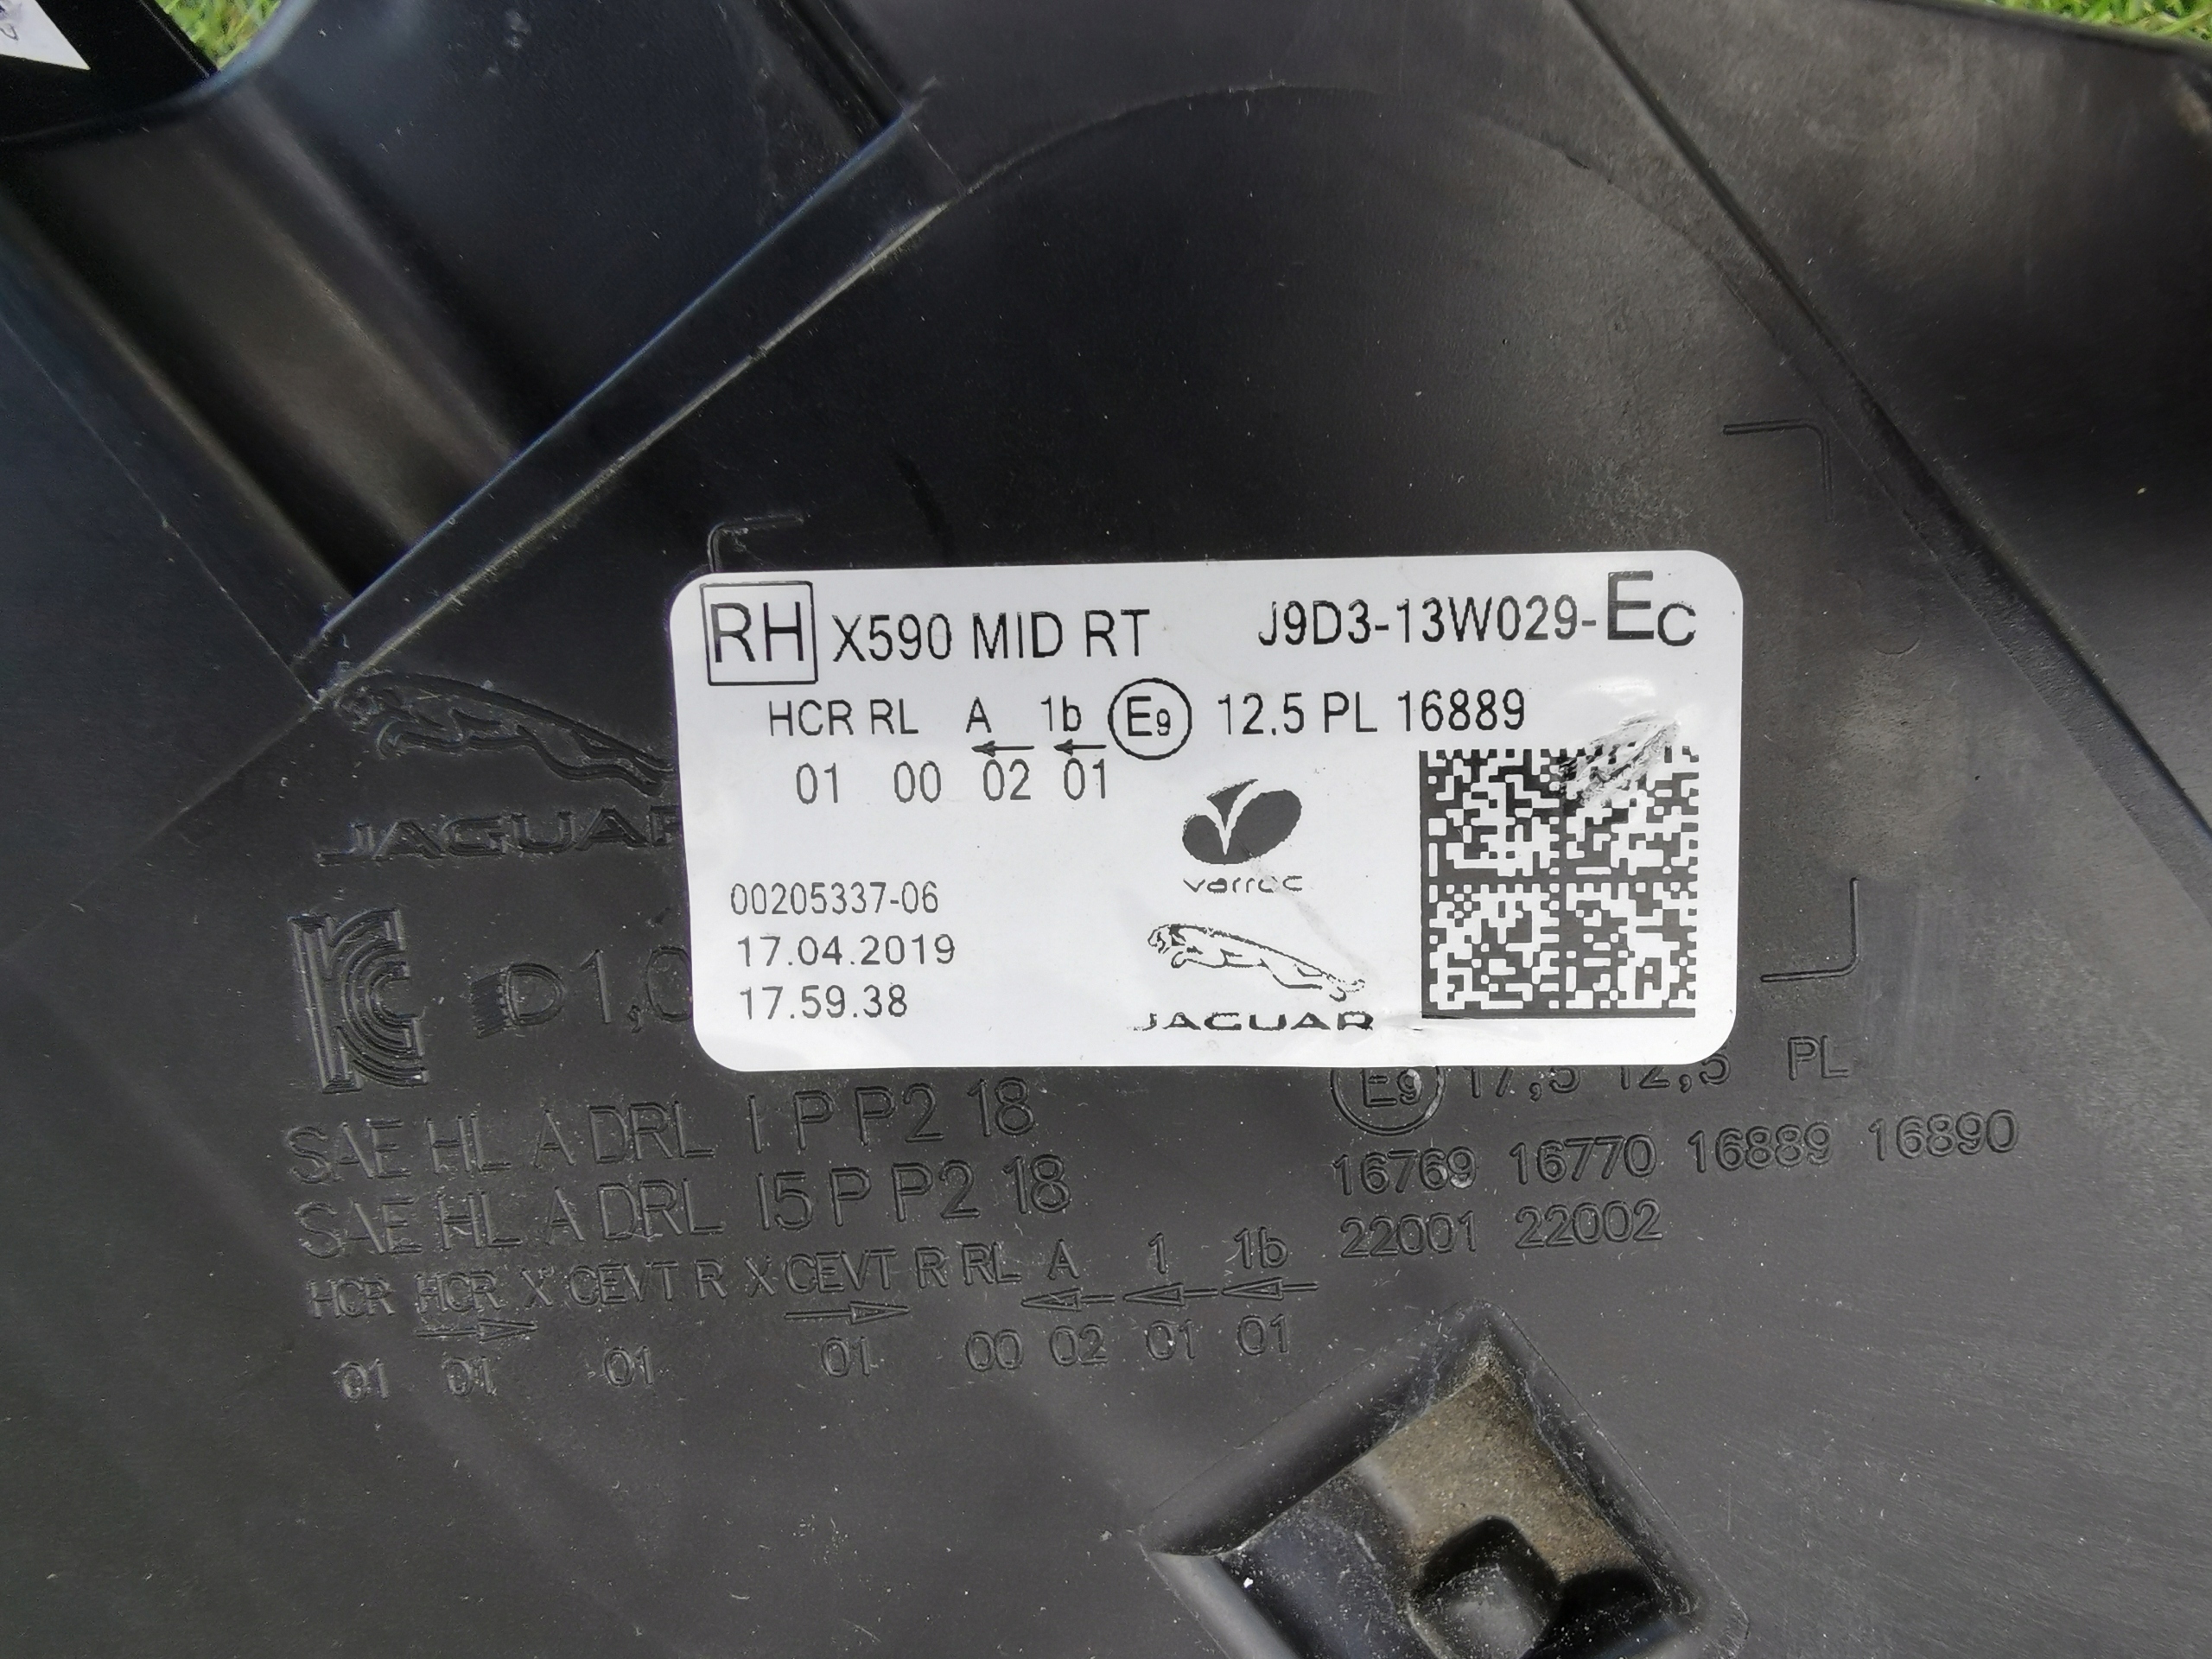 RH X590 MID RT J9D3-13W029-EC
HCR RL A 1b E9 12.5 PL 16889
01 00 02 01
varroc
00205337-06
17.04.2019
17.59.38
JAGUAR
JAGUAR
D1,0
E9 17,5 12,5 PL
SAE HL A DRL I P P2 18
16769 16770 16889 16890
SAE HL A DRL I5 P P2 18
22001 22002
HCR HCR X CEVT R X CEVT R RL A 1 1b
01 01 01 01 00 02 01 01